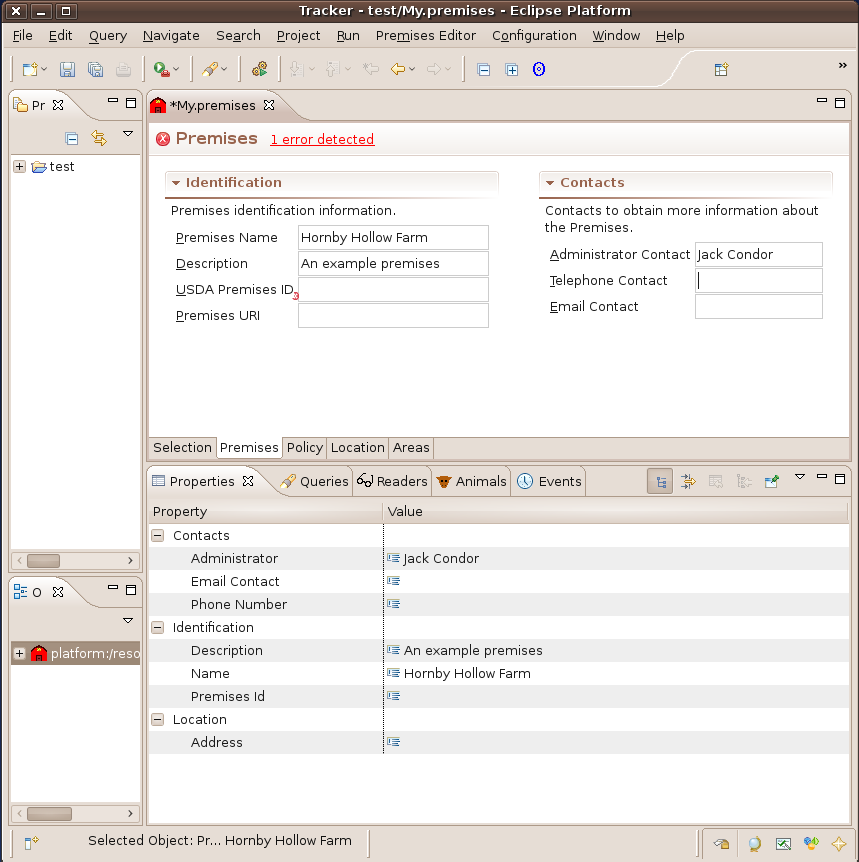 Tracker - test/My.premises - Eclipse Platform
File Edit Query Navigate Search Project Run Premises Editor Configuration Window Help
»
Pr
test
*My.premises
Premises 1 error detected
Identification
Premises identification information.
Premises Name Hornby Hollow Farm
Description An example premises
USDA Premises ID
Premises URI
Contacts
Contacts to obtain more information about
the Premises.
Administrator Contact Jack Condor
Telephone Contact
Email Contact
Selection Premises Policy Location Areas
O
platform:/reso
Properties Queries Readers Animals Events
Property Value
Contacts
Administrator Jack Condor
Email Contact
Phone Number
Identification
Description An example premises
Name Hornby Hollow Farm
Premises Id
Location
Address
Selected Object: Pr... Hornby Hollow Farm